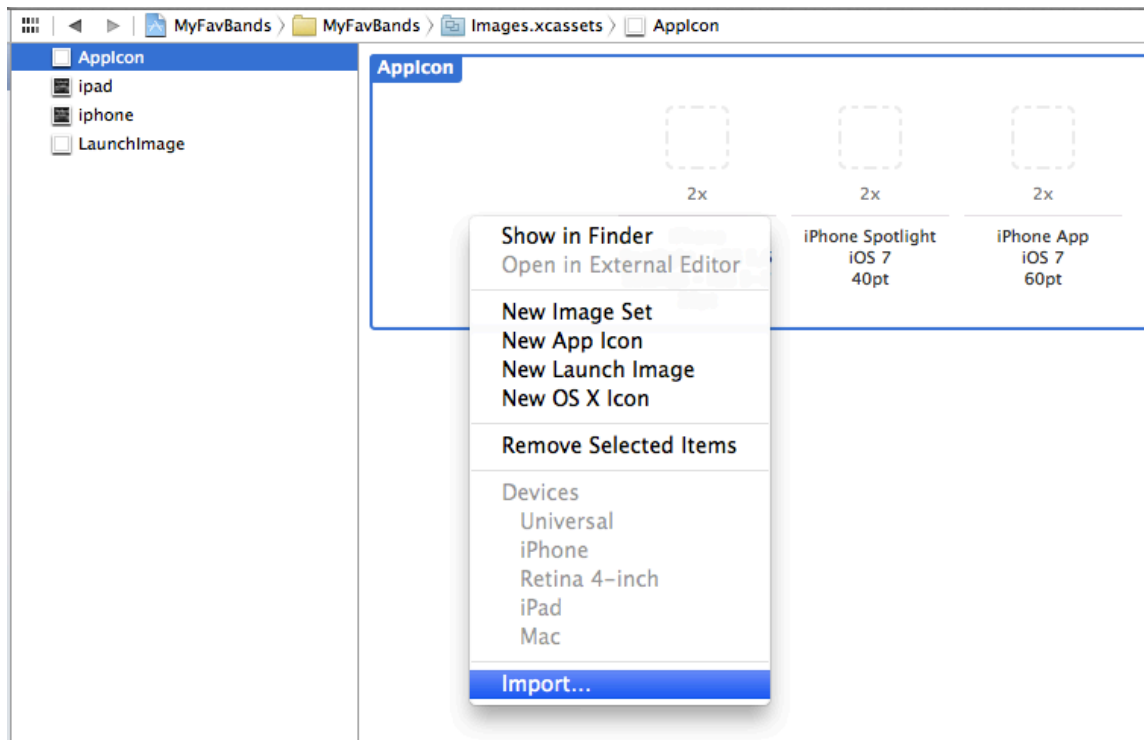 MyFavBands MyFavBands Images.xcassets AppIcon
AppIcon
ipad
iphone
LaunchImage
AppIcon
2x 2x 2x
iPhone Spotlight
iOS 7
40pt
iPhone App
iOS 7
60pt
Show in Finder
Open in External Editor
New Image Set
New App Icon
New Launch Image
New OS X Icon
Remove Selected Items
Devices
Universal
iPhone
Retina 4-inch
iPad
Mac
Import...